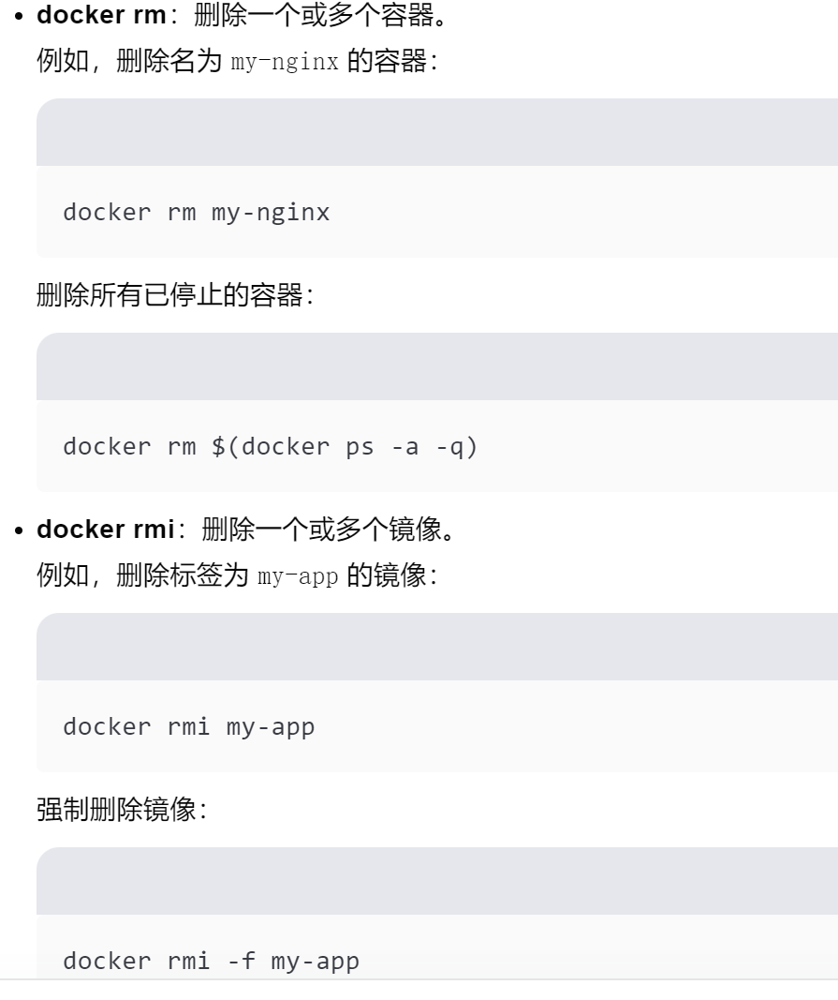 • docker rm：删除一个或多个容器。
例如，删除名为 my-nginx 的容器：
docker rm my-nginx
删除所有已停止的容器：
docker rm $(docker ps -a -q)
• docker rmi：删除一个或多个镜像。
例如，删除标签为 my-app 的镜像：
docker rmi my-app
强制删除镜像：
docker rmi -f my-app